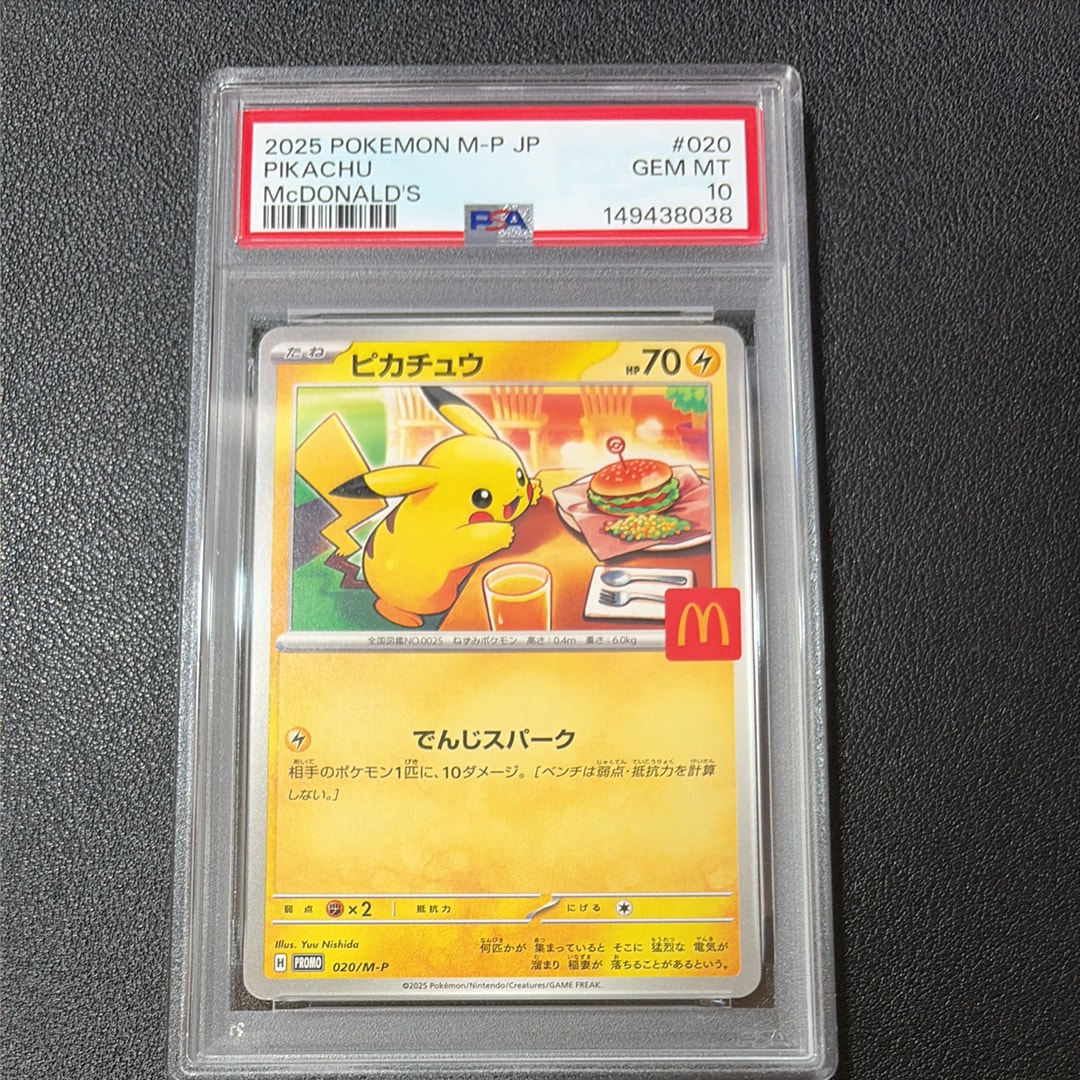 2025 POKEMON M-P JP #020
PIKACHU GEM MT
McDONALD'S 10
PSA 149438038
たね ピカチュウ HP70
M
全国図鑑NO.0025 ねずみポケモン 高さ:0.4m 重さ:6.0kg
でんじスパーク
相手のポケモン1匹に、10ダメージ。[ベンチは弱点・抵抗力を計算
しない。]
弱点 ×2 抵抗力 にげる
Illus. Yuu Nishida
何匹かが 集まっていると そこに 猛烈な 電気が
溜まり 稲妻が 落ちることがあるという。
H PROMO 020/M-P
©2025 Pokémon/Nintendo/Creatures/GAME FREAK.